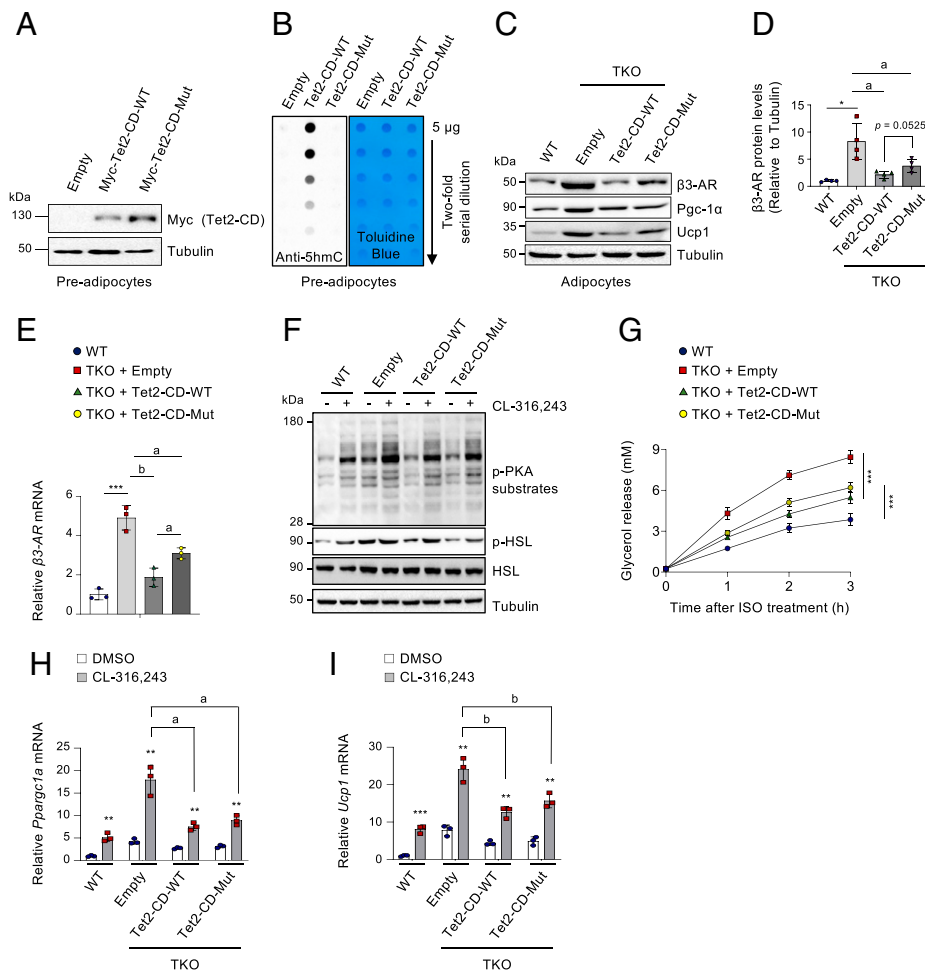 A
Empty
Myc-Tet2-CD-WT
Myc-Tet2-CD-Mut
kDa
130
Myc (Tet2-CD)
50
Tubulin
Pre-adipocytes
B
Empty
Tet2-CD-WT
Tet2-CD-Mut
Empty
Tet2-CD-WT
Tet2-CD-Mut
5 µg
Two-fold
serial dilution
Anti-5hmC
Toluidine
Blue
Pre-adipocytes
C
TKO
WT
Empty
Tet2-CD-WT
Tet2-CD-Mut
kDa
50
β3-AR
90
Pgc-1α
35
Ucp1
50
Tubulin
Adipocytes
D
β3-AR protein levels
(Relative to Tubulin)
15
10
5
0
*
a
a
p = 0.0525
WT
Empty
Tet2-CD-WT
Tet2-CD-Mut
TKO
E
WT
TKO + Empty
TKO + Tet2-CD-WT
TKO + Tet2-CD-Mut
Relative β3-AR mRNA
6
4
2
0
***
b
a
a
F
WT
Empty
Tet2-CD-WT
Tet2-CD-Mut
kDa
- + - + - + - +
CL-316,243
180
p-PKA
substrates
28
90
p-HSL
90
HSL
50
Tubulin
G
WT
TKO + Empty
TKO + Tet2-CD-WT
TKO + Tet2-CD-Mut
Glycerol release (mM)
9
6
3
0
0 1 2 3
Time after ISO treatment (h)
***
***
H
DMSO
CL-316,243
Relative Ppargc1a mRNA
25
20
15
10
5
0
**
**
**
**
a
a
WT
Empty
Tet2-CD-WT
Tet2-CD-Mut
TKO
I
DMSO
CL-316,243
Relative Ucp1 mRNA
30
20
10
0
***
**
**
**
b
b
WT
Empty
Tet2-CD-WT
Tet2-CD-Mut
TKO